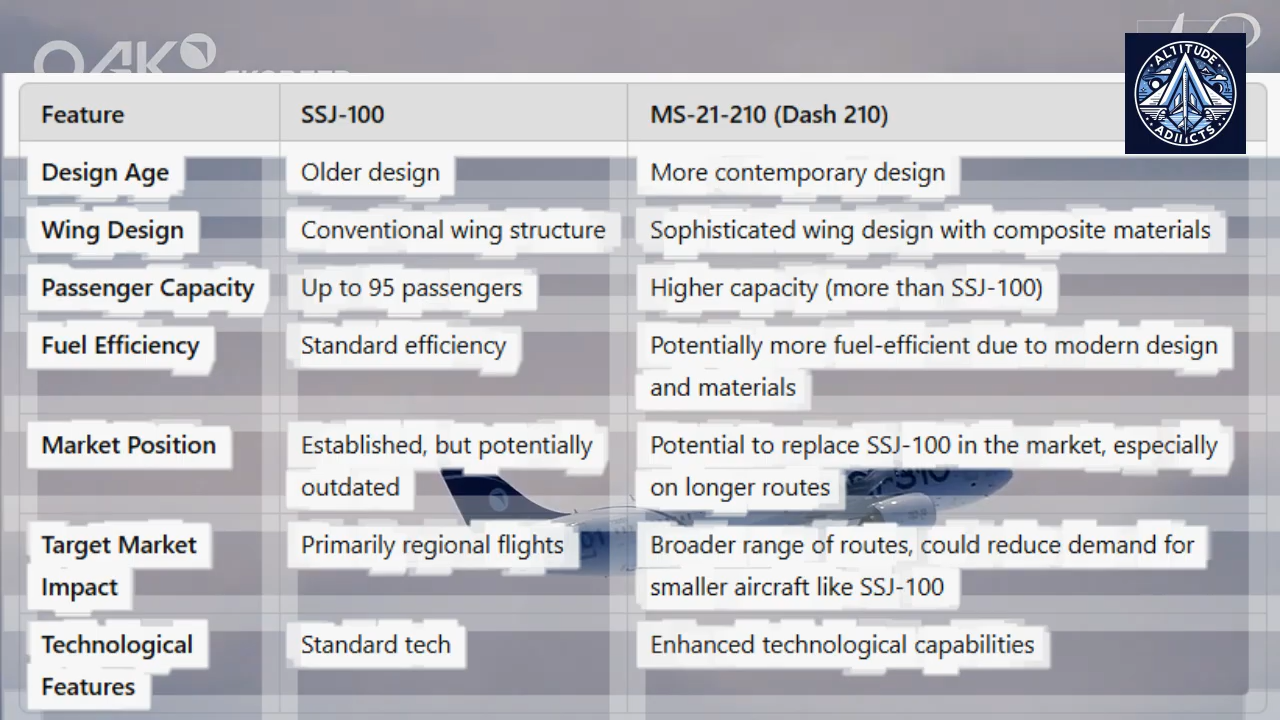 OAK
Feature
SSJ-100
MS-21-210 (Dash 210)
ALTITUDE
ADIICTS
Design Age
Older design
More contemporary design
Wing Design
Conventional wing structure
Sophisticated wing design with composite materials
Passenger Capacity
Up to 95 passengers
Higher capacity (more than SSJ-100)
Fuel Efficiency
Standard efficiency
Potentially more fuel-efficient due to modern design
and materials
Market Position
Established, but potentially
outdated
Potential to replace SSJ-100 in the market, especially
on longer routes
Target Market
Impact
Primarily regional flights
Broader range of routes, could reduce demand for
smaller aircraft like SSJ-100
Technological
Features
Standard tech
Enhanced technological capabilities